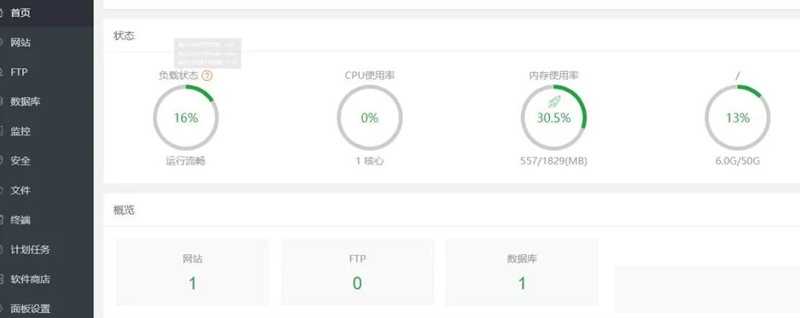 首页
网站
FTP
数据库
监控
安全
文件
终端
计划任务
软件商店
面板设置
状态
负载状态 ?
CPU使用率
内存使用率
/
16%
0%
30.5%
13%
运行流畅
1 核心
557/1829(MB)
6.0G/50G
概览
网站
FTP
数据库
1
0
1